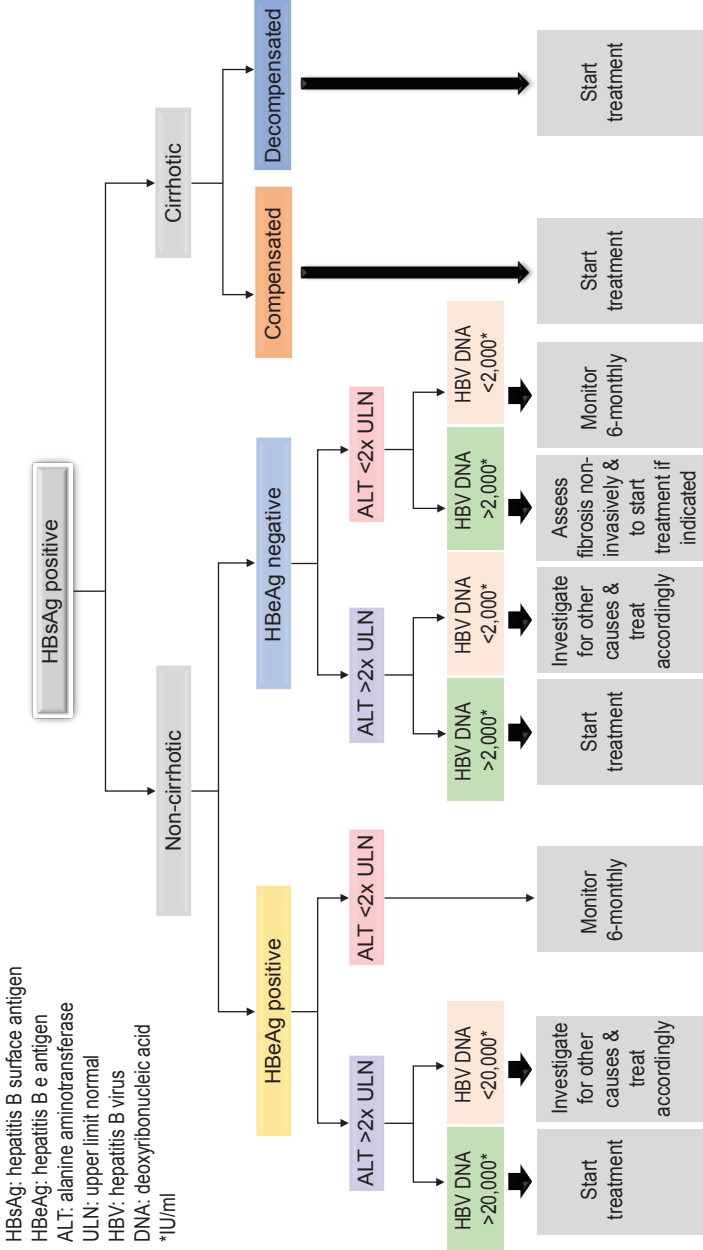 HBsAg: hepatitis B surface antigen
HBeAg: hepatitis B e antigen
ALT: alanine aminotransferase
ULN: upper limit normal
HBV: hepatitis B virus
DNA: deoxyribonucleic acid
*IU/ml
HBsAg positive
Non-cirrhotic
Cirrhotic
HBeAg positive
HBeAg negative
Compensated
Decompensated
ALT >2x ULN
ALT <2x ULN
ALT >2x ULN
ALT <2x ULN
HBV DNA
>20,000*
HBV DNA
<20,000*
HBV DNA
>2,000*
HBV DNA
<2,000*
HBV DNA
>2,000*
HBV DNA
<2,000*
Start
treatment
Investigate
for other
causes &
treat
accordingly
Monitor
6-monthly
Start
treatment
Investigate
for other
causes &
treat
accordingly
Assess
fibrosis non-
invasively &
to start
treatment if
indicated
Monitor
6-monthly
Start
treatment
Start
treatment